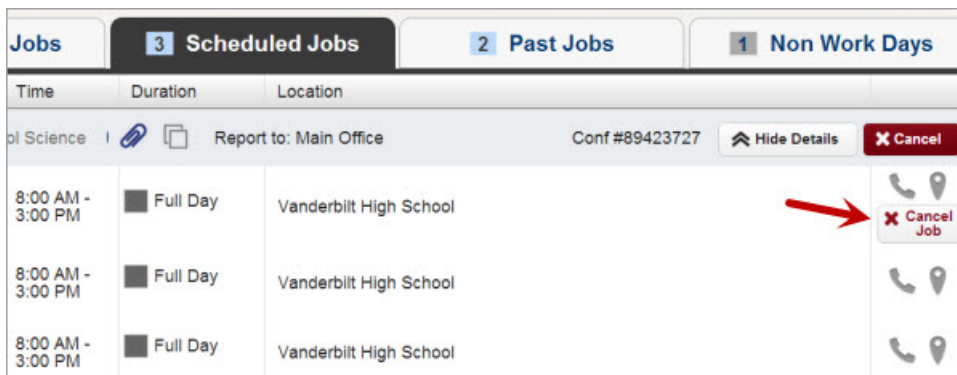 Jobs 3 Scheduled Jobs 2 Past Jobs 1 Non Work Days
Time Duration Location
ol Science Report to: Main Office Conf #89423727 Hide Details Cancel
8:00 AM -
3:00 PM
Full Day
Vanderbilt High School
Cancel
Job
8:00 AM -
3:00 PM
Full Day
Vanderbilt High School
8:00 AM -
3:00 PM
Full Day
Vanderbilt High School